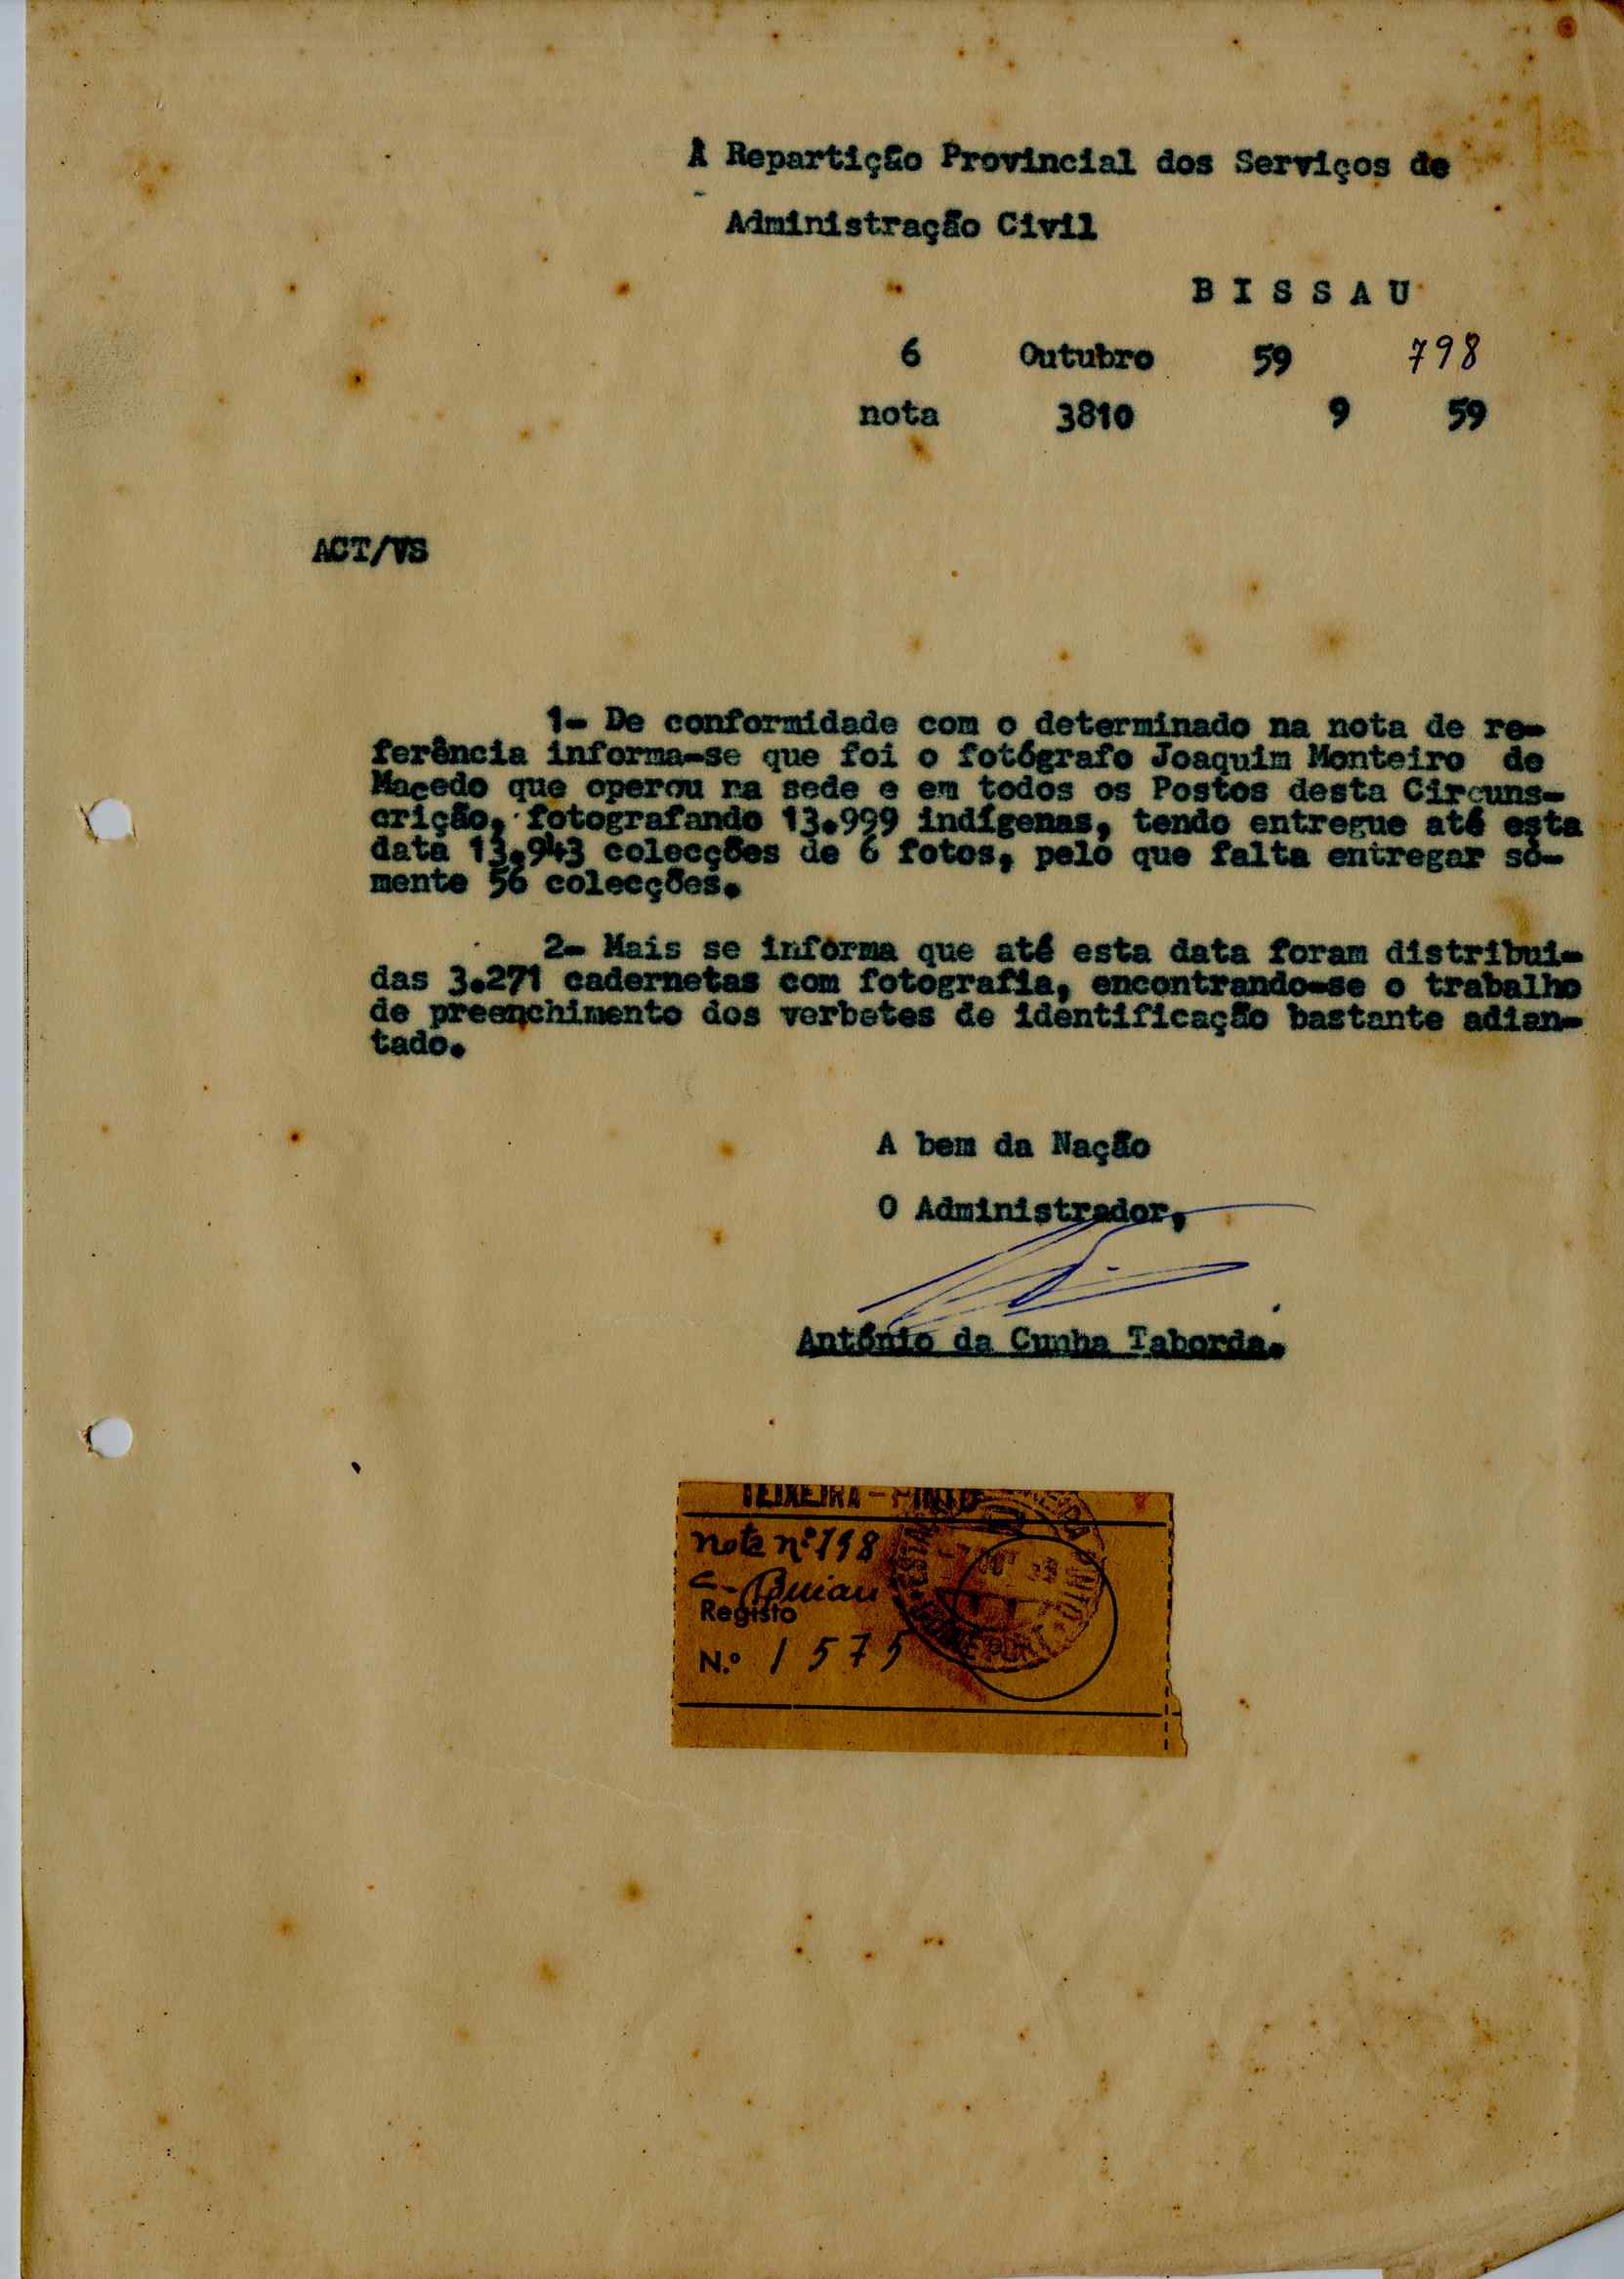 À Repartição Provincial dos Serviços de
Administração Civil
B I S S A U
6 Outubro 59 798
nota 3810 9 59
ACT/VS
1- De conformidade com o determinado na nota de re-
ferência informa-se que foi o fotógrafo Joaquim Monteiro de
Macedo que operou na sede e em todos os Postos desta Circuns-
crição, fotografando 13.999 indígenas, tendo entregue até esta
data 13.943 colecções de 6 fotos, pelo que falta entregar sò-
mente 56 colecções.
2- Mais se informa que até esta data foram distribui-
das 3.271 cadernetas com fotografia, encontrando-se o trabalho
de preenchimento dos verbetes de identificação bastante adian-
tado.
A bem da Nação
O Administrador,
António da Cunha Taborda.
TEIXEIRA - PINTO
nota nº 798
Registo
N.º 1575